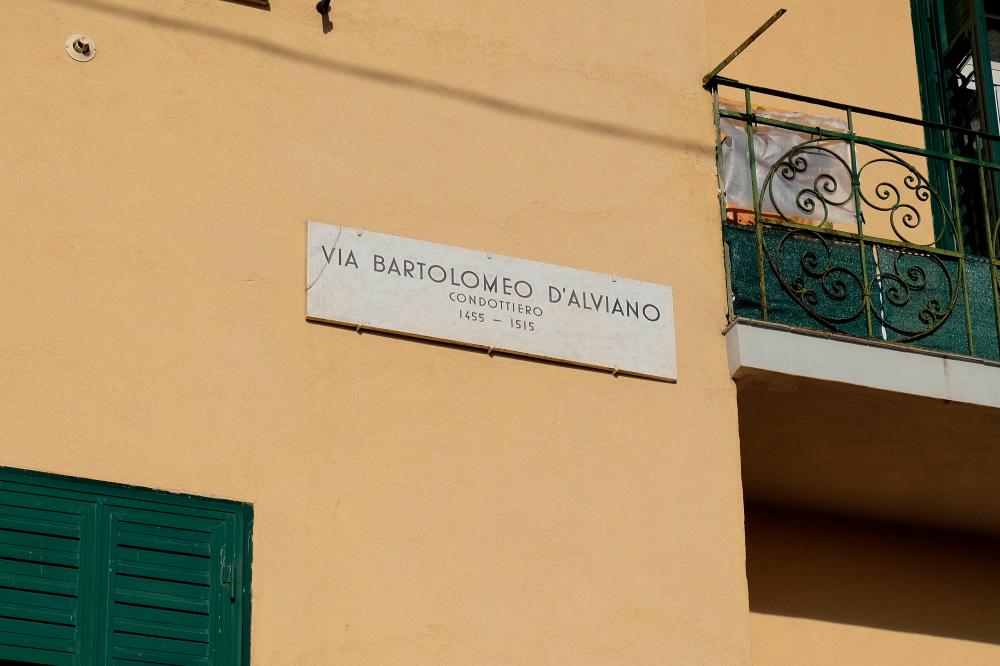 VIA BARTOLOMEO D'ALVIANO
CONDOTTIERO
1455 – 1515